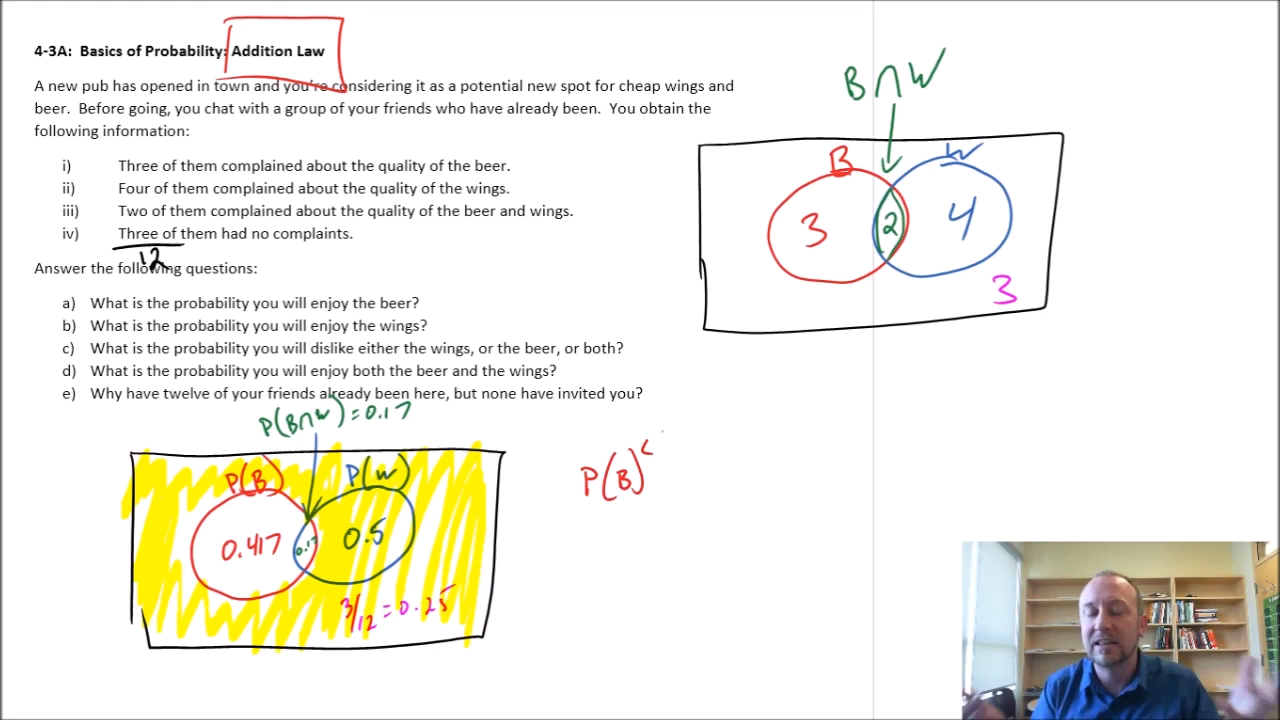 4-3A: Basics of Probability: Addition Law
A new pub has opened in town and you're considering it as a potential new spot for cheap wings and
beer. Before going, you chat with a group of your friends who have already been. You obtain the
following information:
i) Three of them complained about the quality of the beer.
ii) Four of them complained about the quality of the wings.
iii) Two of them complained about the quality of the beer and wings.
iv) Three of them had no complaints.
12
Answer the following questions:
a) What is the probability you will enjoy the beer?
b) What is the probability you will enjoy the wings?
c) What is the probability you will dislike either the wings, or the beer, or both?
d) What is the probability you will enjoy both the beer and the wings?
e) Why have twelve of your friends already been here, but none have invited you?
B∩W
B W
3 2 4
3
P(B∩W)=0.17
P(B) P(W)
0.417 0.17 0.5
3/12=0.25
P(B)^c